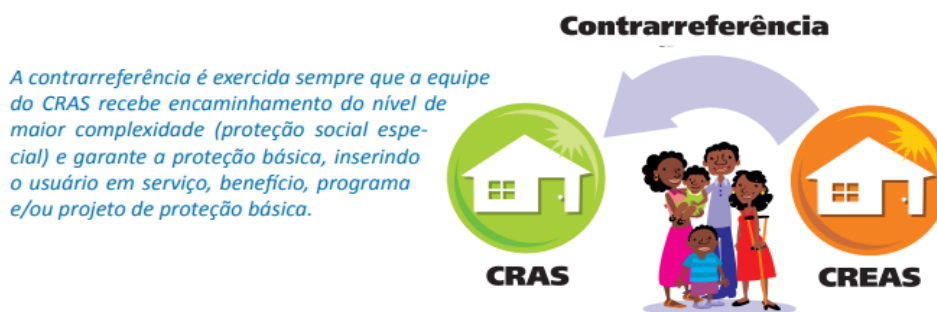 Contrarreferência
A contrarreferência é exercida sempre que a equipe
do CRAS recebe encaminhamento do nível de
maior complexidade (proteção social espe-
cial) e garante a proteção básica, inserindo
o usuário em serviço, benefício, programa
e/ou projeto de proteção básica.
CRAS
CREAS